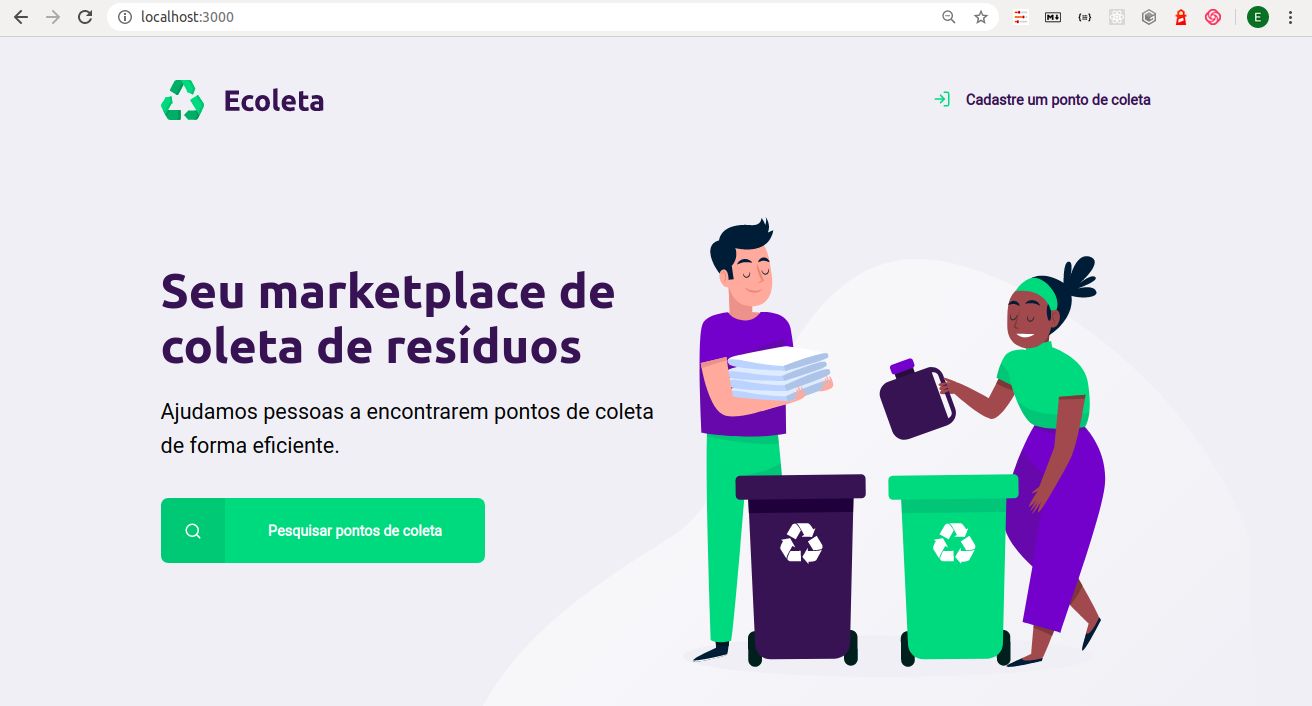 localhost:3000
M↓
{≡}
E
Ecoleta
Cadastre um ponto de coleta
Seu marketplace de
coleta de resíduos
Ajudamos pessoas a encontrarem pontos de coleta
de forma eficiente.
Pesquisar pontos de coleta